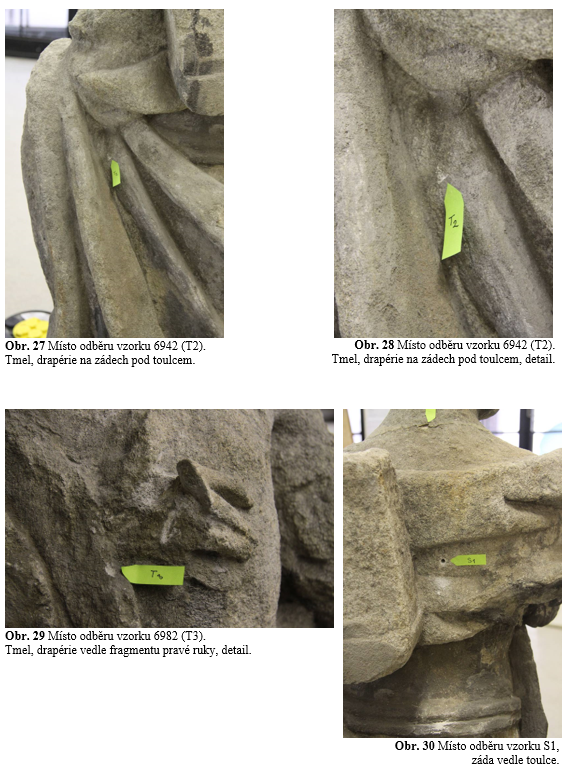 T2
Obr. 27 Místo odběru vzorku 6942 (T2).
Tmel, drapérie na zádech pod toulcem.
Obr. 28 Místo odběru vzorku 6942 (T2).
Tmel, drapérie na zádech pod toulcem, detail.
T3
Obr. 29 Místo odběru vzorku 6982 (T3).
Tmel, drapérie vedle fragmentu pravé ruky, detail.
S1
Obr. 30 Místo odběru vzorku S1,
záda vedle toulce.